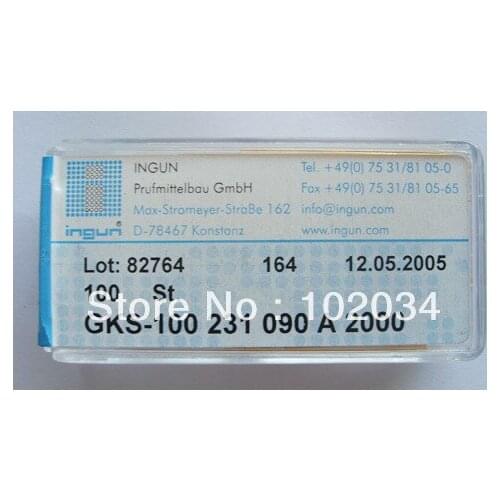 INGUN
Prufmittelbau GmbH
Max-Stromeyer-Straße 162
D-78467 Konstanz
Tel. +49(0) 75 31/81 05-0
Fax +49(0) 75 31/81 05-65
info@ingun.com
www.ingun.com
ingun
Lot: 82764 164 12.05.2005
100 St
Store No : 102034
GKS-100 231 090 A 2000